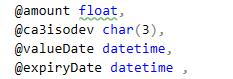 @amount float,
@ca3isodev char(3),
@valueDate datetime,
@expiryDate datetime ,